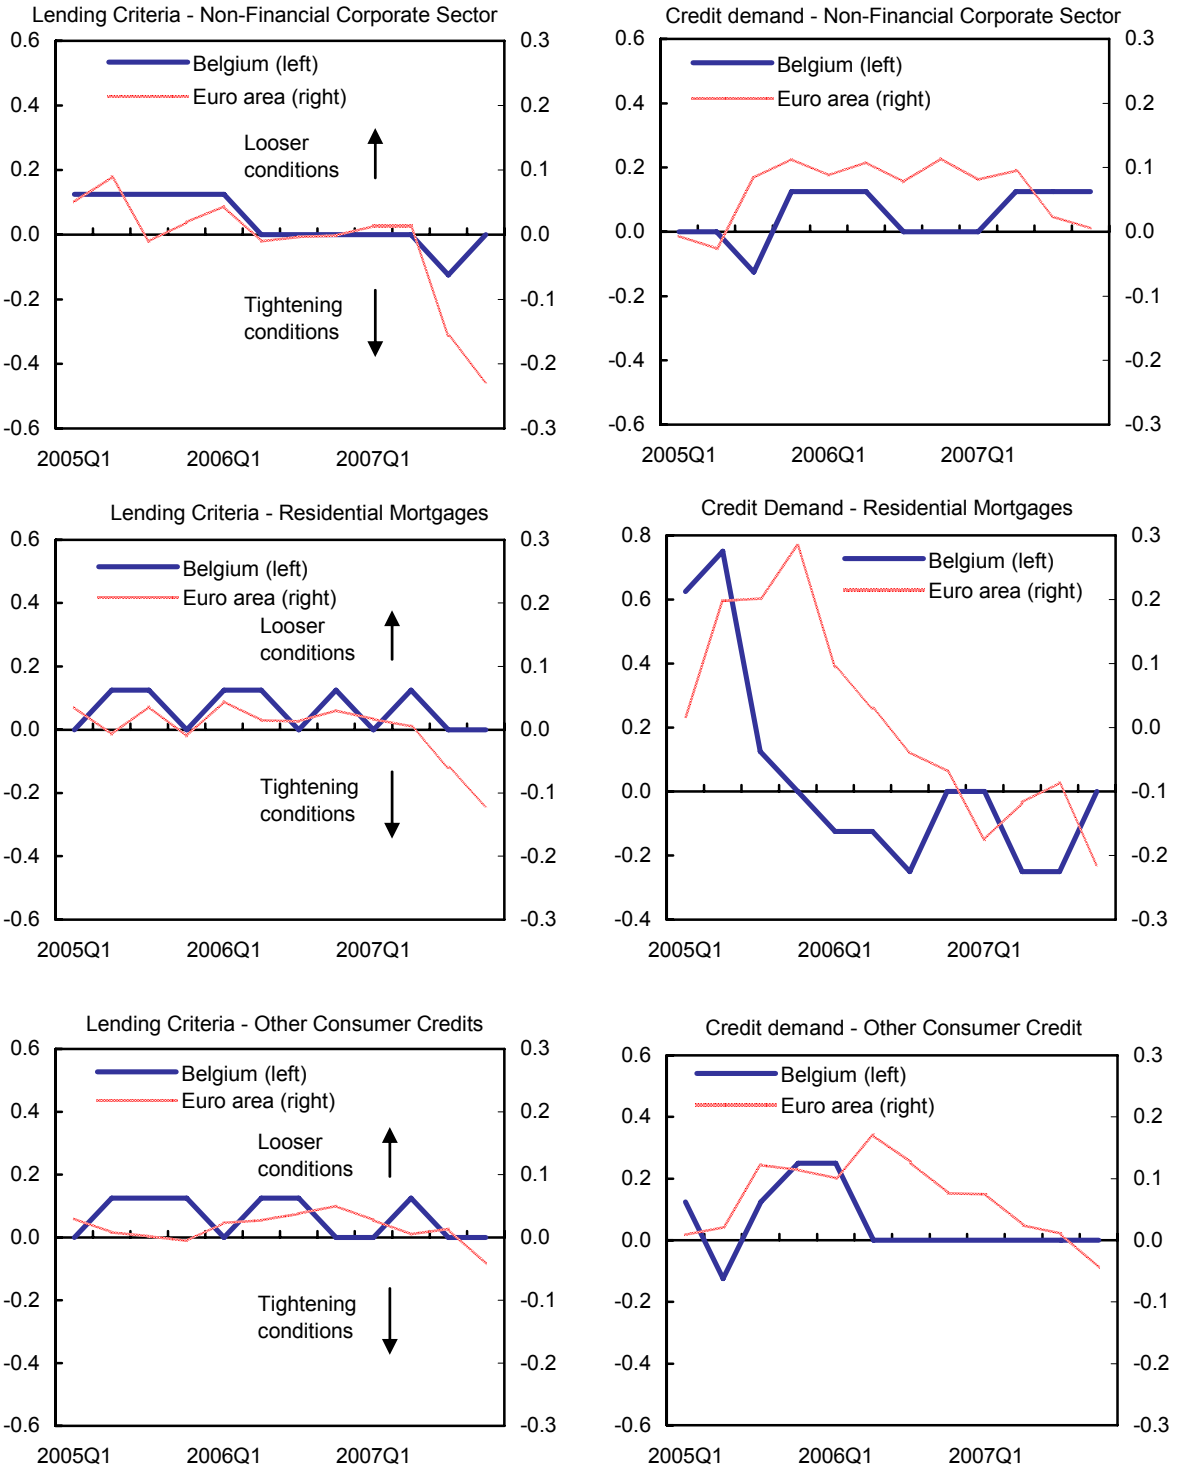 Lending Criteria - Non-Financial Corporate Sector
0.6
0.4
0.2
0.0
-0.2
-0.4
-0.6
0.3
0.2
0.1
0.0
-0.1
-0.2
-0.3
Belgium (left)
Euro area (right)
Looser
conditions
Tightening
conditions
2005Q1
2006Q1
2007Q1
Credit demand - Non-Financial Corporate Sector
0.6
0.4
0.2
0.0
-0.2
-0.4
-0.6
0.3
0.2
0.1
0.0
-0.1
-0.2
-0.3
Belgium (left)
Euro area (right)
2005Q1
2006Q1
2007Q1
Lending Criteria - Residential Mortgages
0.6
0.4
0.2
0.0
-0.2
-0.4
-0.6
0.3
0.2
0.1
0.0
-0.1
-0.2
-0.3
Belgium (left)
Euro area (right)
Looser
conditions
Tightening
conditions
2005Q1
2006Q1
2007Q1
Credit Demand - Residential Mortgages
0.8
0.6
0.4
0.2
0.0
-0.2
-0.4
0.3
0.2
0.1
0.0
-0.1
-0.2
-0.3
Belgium (left)
Euro area (right)
2005Q1
2006Q1
2007Q1
Lending Criteria - Other Consumer Credits
0.6
0.4
0.2
0.0
-0.2
-0.4
-0.6
0.3
0.2
0.1
0.0
-0.1
-0.2
-0.3
Belgium (left)
Euro area (right)
Looser
conditions
Tightening
conditions
2005Q1
2006Q1
2007Q1
Credit demand - Other Consumer Credit
0.6
0.4
0.2
0.0
-0.2
-0.4
-0.6
0.3
0.2
0.1
0.0
-0.1
-0.2
-0.3
Belgium (left)
Euro area (right)
2005Q1
2006Q1
2007Q1